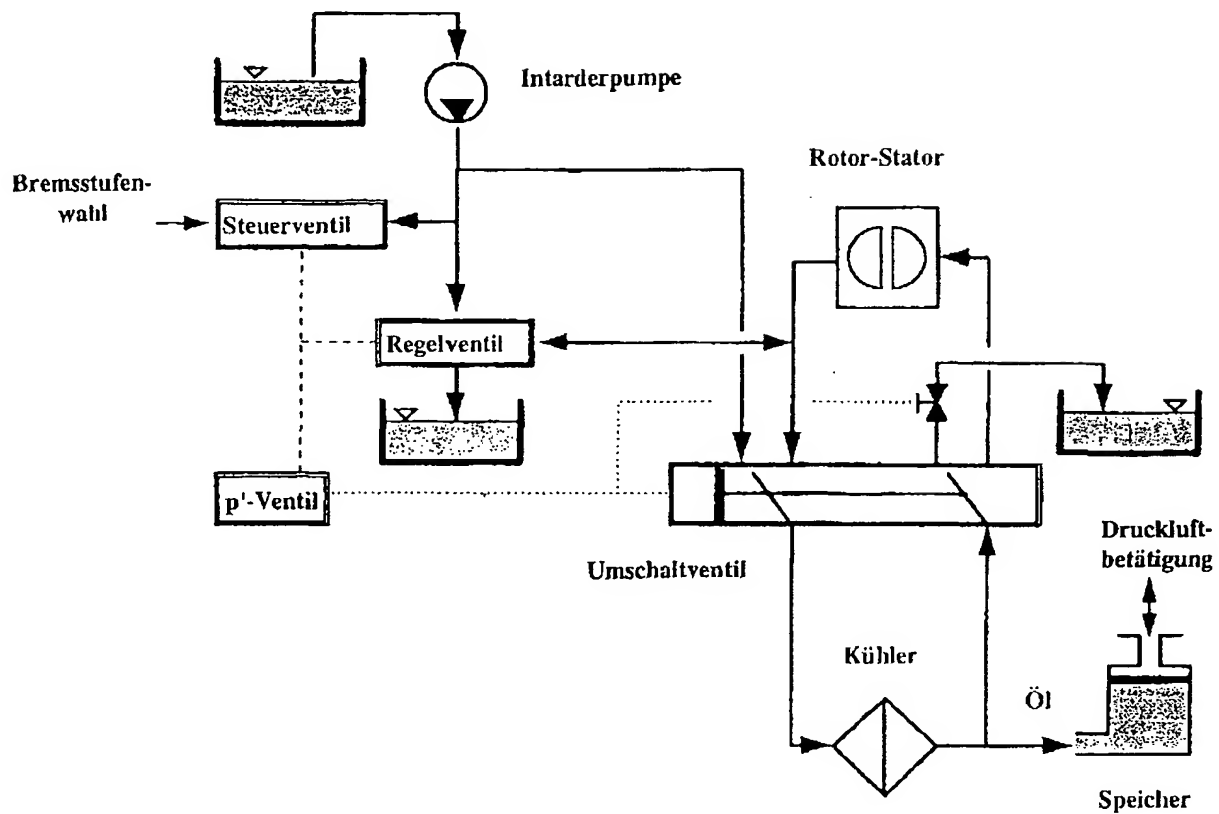 Intarderpumpe
Rotor-Stator
Bremsstufen-
wahl
Steuerventil
Regelventil
p'-Ventil
Umschaltventil
Druckluft-
betätigung
Kühler
Öl
Speicher